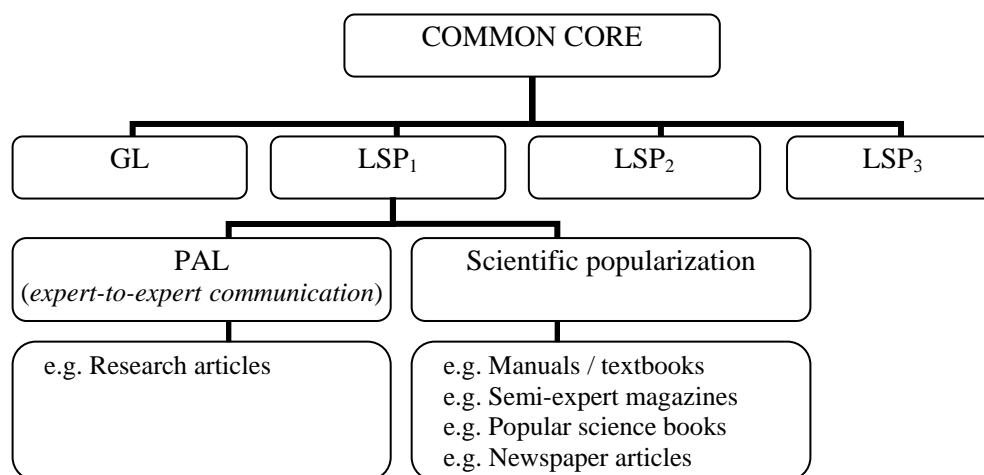 COMMON CORE
GL
LSP₁
LSP₂
LSP₃
PAL
(expert-to-expert communication)
Scientific popularization
e.g. Research articles
e.g. Manuals / textbooks
e.g. Semi-expert magazines
e.g. Popular science books
e.g. Newspaper articles